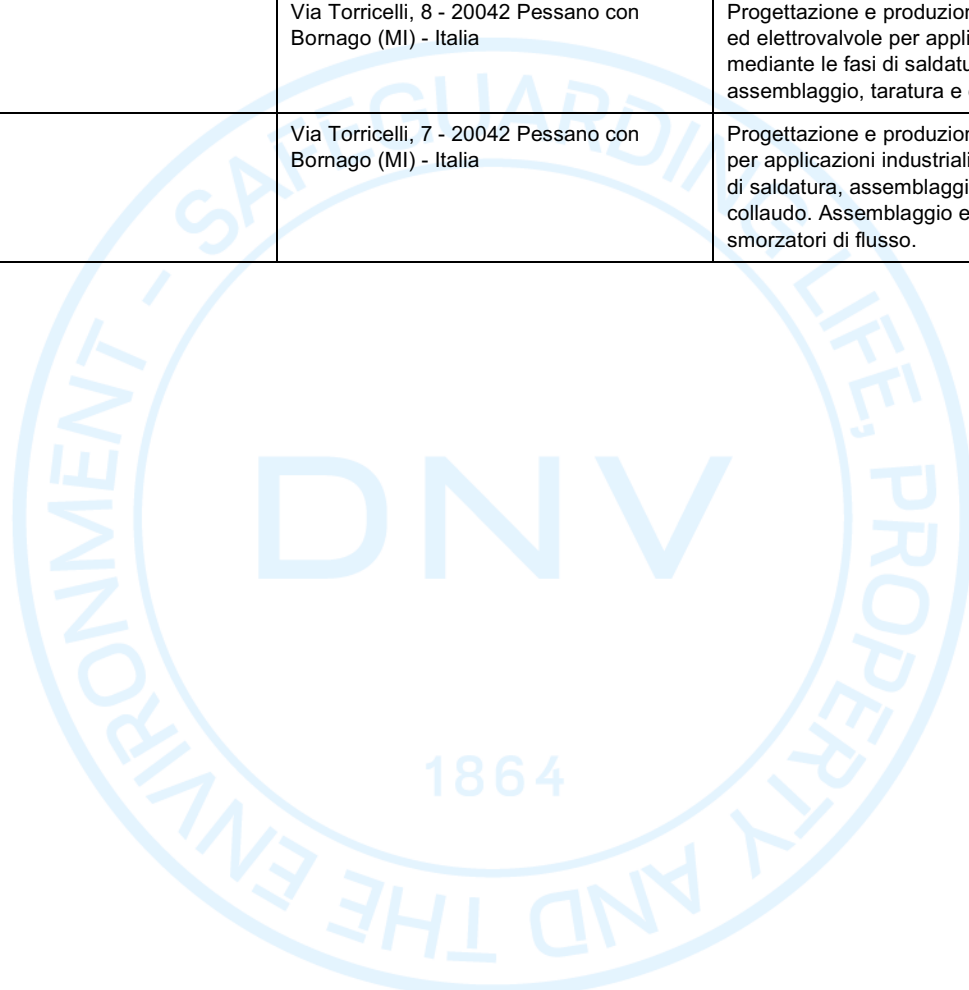 Via Torricelli, 8 - 20042 Pessano con
Bornago (MI) - Italia
Progettazione e produzion
ed elettrovalvole per appli
mediante le fasi di saldatu
assemblaggio, taratura e
Via Torricelli, 7 - 20042 Pessano con
Bornago (MI) - Italia
Progettazione e produzion
per applicazioni industriali
di saldatura, assemblaggi
collaudo. Assemblaggio e
smorzatori di flusso.
SAFEGUARDING LIFE, PROPERTY AND THE ENVIRONMENT -
DNV
1864